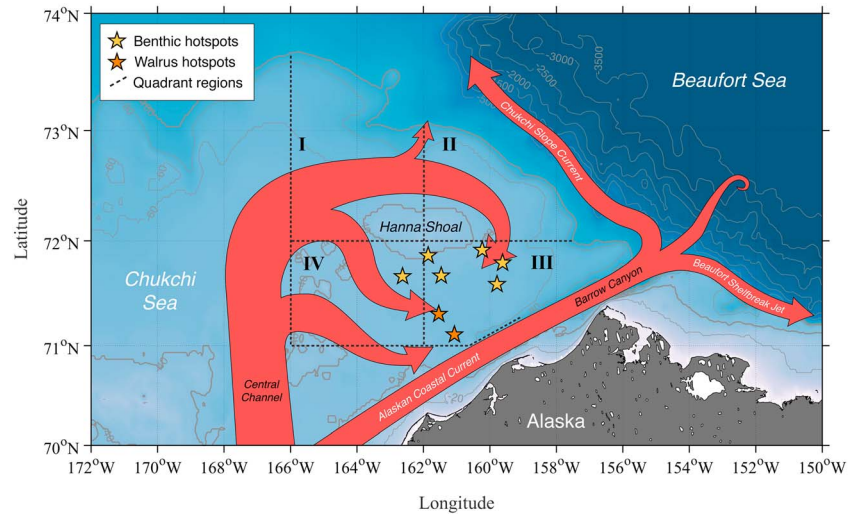 74°N
73°N
72°N
71°N
70°N
Latitude
Benthic hotspots
Walrus hotspots
Quadrant regions
Beaufort Sea
-3000
-3500
-2500
-2000
Chukchi Slope Current
I
II
Hanna Shoal
IV
III
Chukchi
Sea
Barrow Canyon
Beaufort Shelfbreak Jet
Central
Channel
Alaskan Coastal Current
-20
Alaska
172°W 170°W 168°W 166°W 164°W 162°W 160°W 158°W 156°W 154°W 152°W 150°W
Longitude